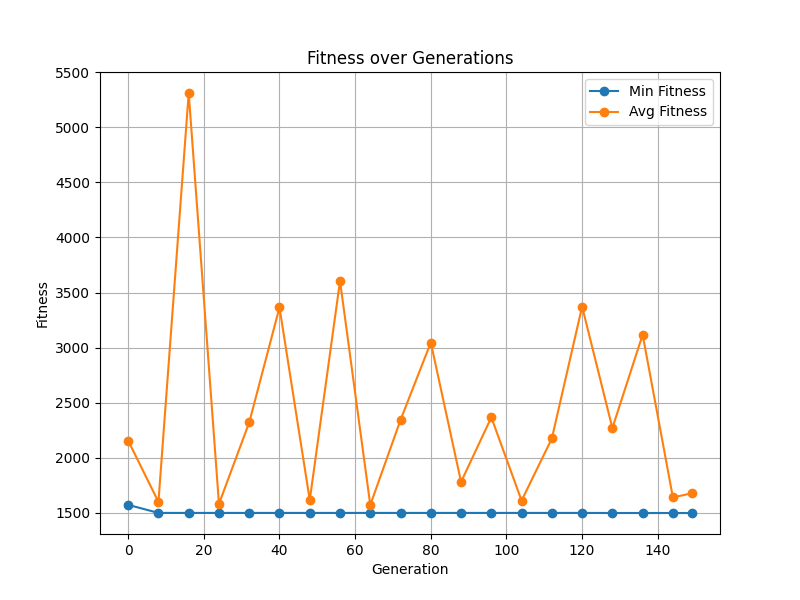 Fitness over Generations
5500
5000
4500
4000
3500
3000
2500
2000
1500
Fitness
0 20 40 60 80 100 120 140
Generation
Min Fitness
Avg Fitness